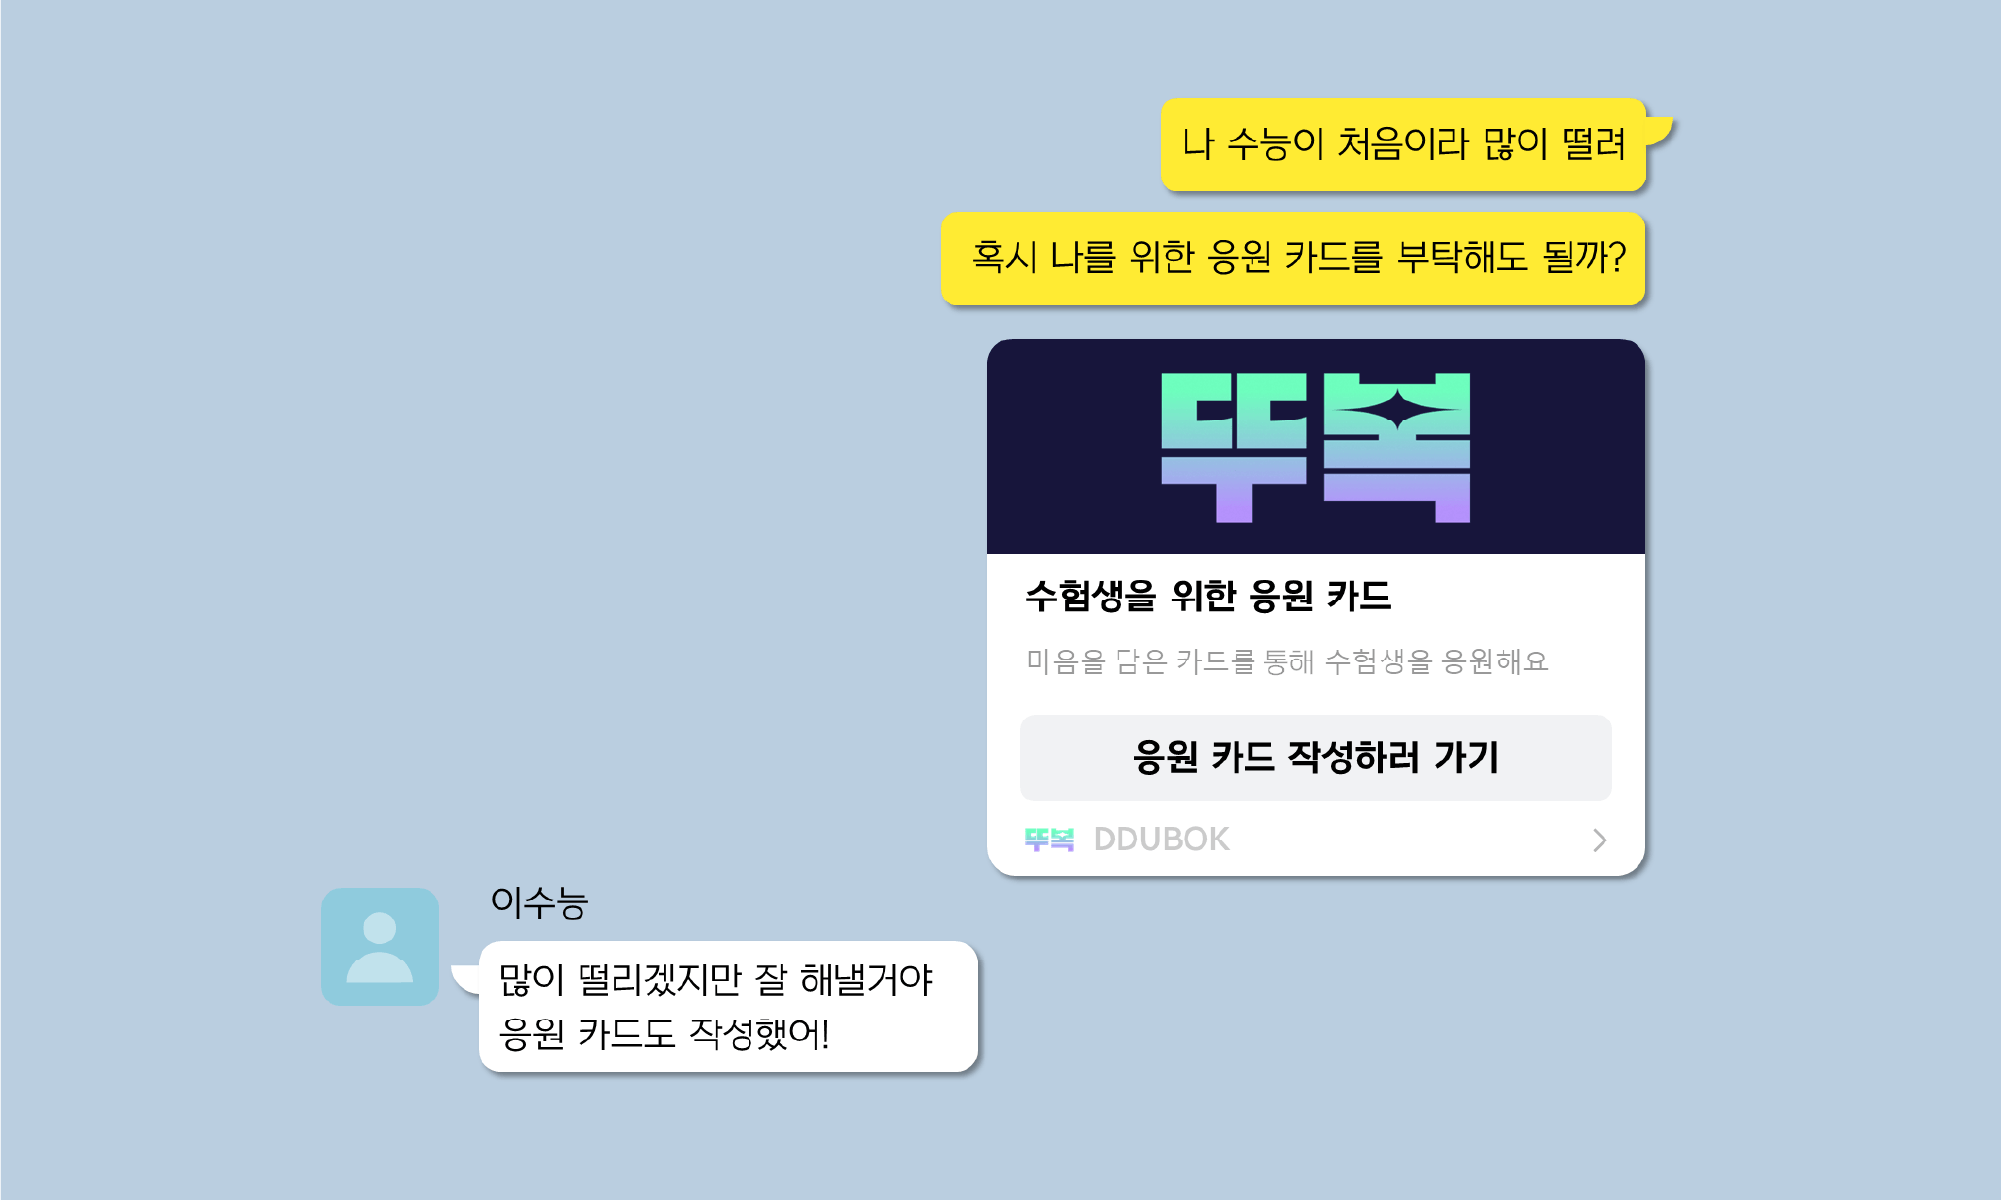 나 수능이 처음이라 많이 떨려
혹시 나를 위한 응원 카드를 부탁해도 될까?
뚜복
수험생을 위한 응원 카드
마음을 담은 카드를 통해 수험생을 응원해요
응원 카드 작성하러 가기
뚜복 DDUBOK
이수능
많이 떨리겠지만 잘 해낼거야
응원 카드도 작성했어!